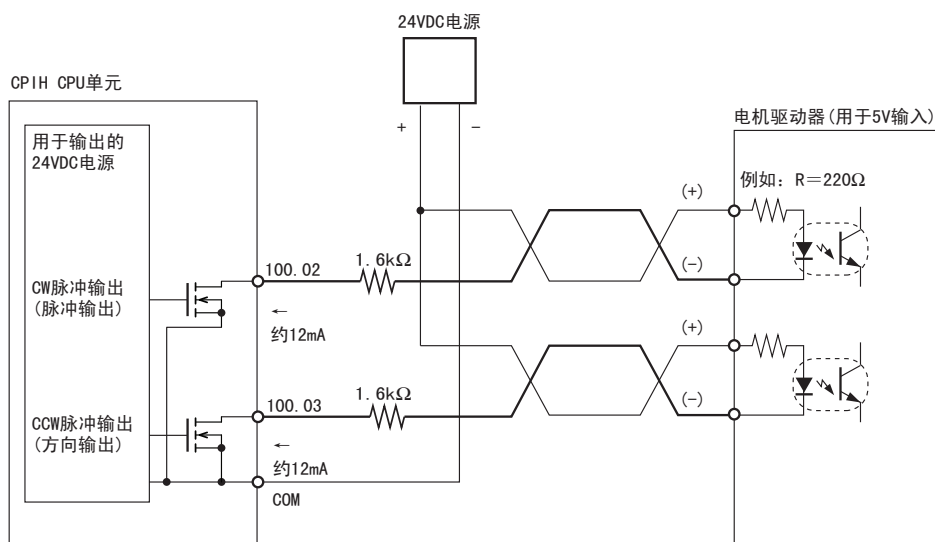 24VDC电源
CP1H CPU单元
+
-
电机驱动器(用于5V输入)
用于输出的
24VDC电源
例如: R=220Ω
(+)
100.02
1.6kΩ
(-)
CW脉冲输出
(脉冲输出)
←
约12mA
(+)
100.03
1.6kΩ
(-)
CCW脉冲输出
(方向输出)
←
约12mA
COM